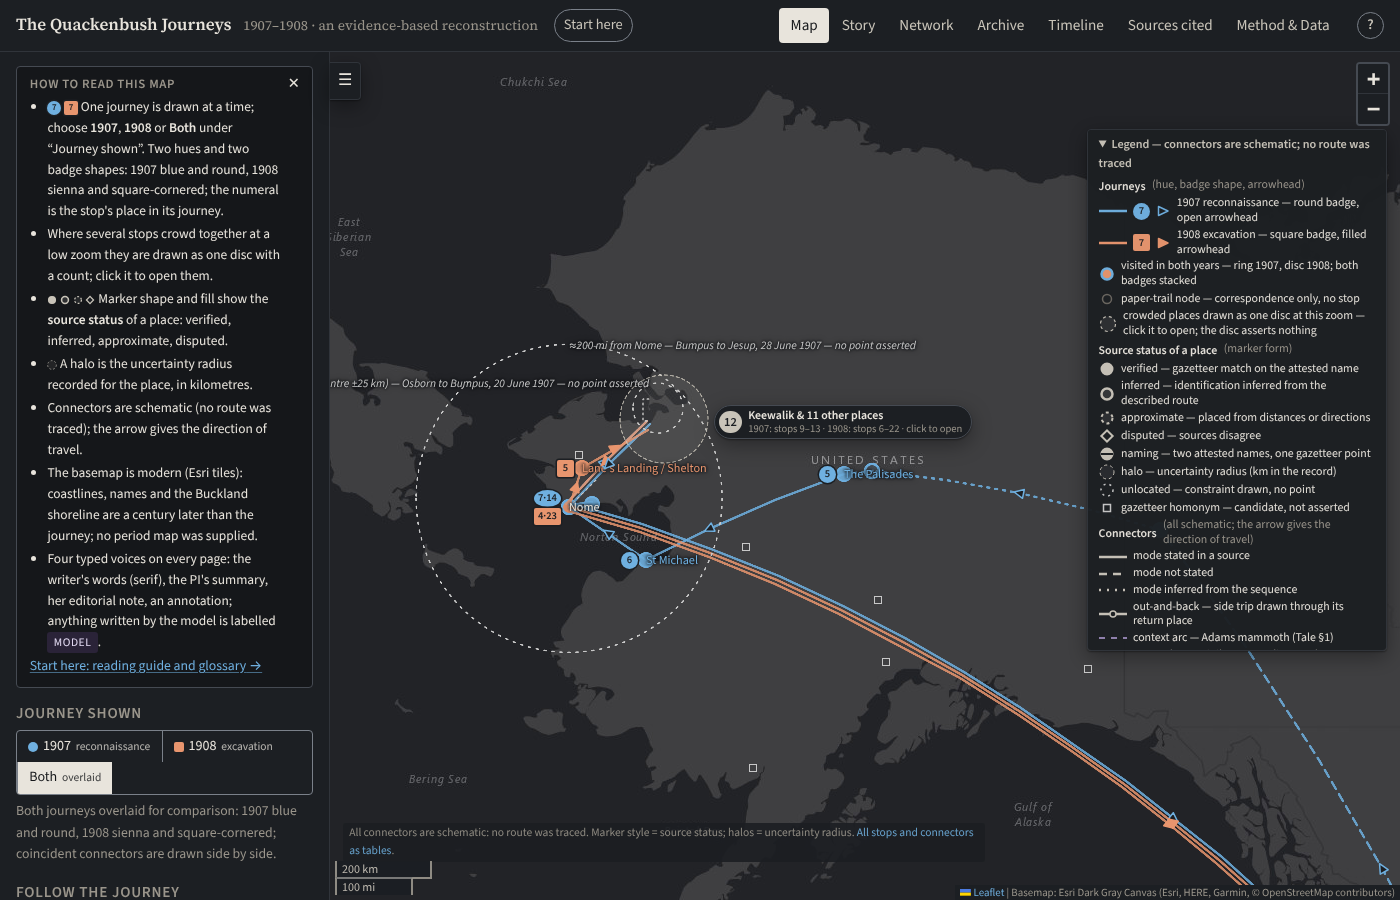 The Quackenbush Journeys 1907–1908 · an evidence-based reconstruction Start here
Map Story Network Archive Timeline Sources cited Method & Data ?
HOW TO READ THIS MAP ×
7 7 One journey is drawn at a time;
choose 1907, 1908 or Both under
“Journey shown”. Two hues and two
badge shapes: 1907 blue and round, 1908
sienna and square-cornered; the numeral
is the stop's place in its journey.
Where several stops crowd together at a
low zoom they are drawn as one disc with
a count; click it to open them.
Marker shape and fill show the
source status of a place: verified,
inferred, approximate, disputed.
A halo is the uncertainty radius
recorded for the place, in kilometres.
Connectors are schematic (no route was
traced); the arrow gives the direction of
travel.
The basemap is modern (Esri tiles):
coastlines, names and the Buckland
shoreline are a century later than the
journey; no period map was supplied.
Four typed voices on every page: the
writer's words (serif), the PI's summary,
her editorial note, an annotation;
anything written by the model is labelled
MODEL .
Start here: reading guide and glossary →
JOURNEY SHOWN
1907 reconnaissance 1908 excavation
Both overlaid
Both journeys overlaid for comparison: 1907 blue
and round, 1908 sienna and square-cornered;
coincident connectors are drawn side by side.
FOLLOW THE JOURNEY
☰
Chukchi Sea
East
Siberian
Sea
≈200 mi from Nome — Bumpus to Jesup, 28 June 1907 — no point asserted
ntre ±25 km) — Osborn to Bumpus, 20 June 1907 — no point asserted
12 Keewalik & 11 other places
1907: stops 9–13 · 1908: stops 6–22 · click to open
UNITED STATES
5 Lane's Landing / Shelton
5 The Palisades
7·14
Nome
4·23
Norton Sound
6 St Michael
Bering Sea
Gulf of
Alaska
All connectors are schematic: no route was traced. Marker style = source status; halos = uncertainty radius. All stops and connectors
as tables.
200 km
100 mi
+
−
▼ Legend — connectors are schematic; no route was
traced
Journeys (hue, badge shape, arrowhead)
7 1907 reconnaissance — round badge,
open arrowhead
7 1908 excavation — square badge, filled
arrowhead
visited in both years — ring 1907, disc 1908; both
badges stacked
paper-trail node — correspondence only, no stop
crowded places drawn as one disc at this zoom —
click it to open; the disc asserts nothing
Source status of a place (marker form)
verified — gazetteer match on the attested name
inferred — identification inferred from the
described route
approximate — placed from distances or directions
disputed — sources disagree
naming — two attested names, one gazetteer point
halo — uncertainty radius (km in the record)
unlocated — constraint drawn, no point
gazetteer homonym — candidate, not asserted
Connectors (all schematic; the arrow gives the
direction of travel)
mode stated in a source
mode not stated
mode inferred from the sequence
out-and-back — side trip drawn through its
return place
context arc — Adams mammoth (Tale §1)
Leaflet | Basemap: Esri Dark Gray Canvas (Esri, HERE, Garmin, © OpenStreetMap contributors)